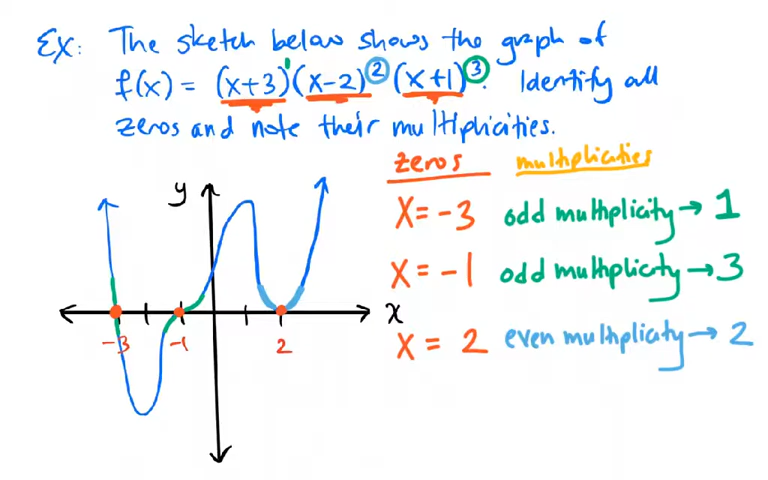 Ex: The sketch below shows the graph of
f(x) = (x+3)¹(x-2)²(x+1)³. Identify all
zeros and note their multiplicities.
zeros multiplicities
x = -3 odd multiplicity → 1
x = -1 odd multiplicity → 3
x = 2 even multiplicity → 2
y
x
-3 -1 2